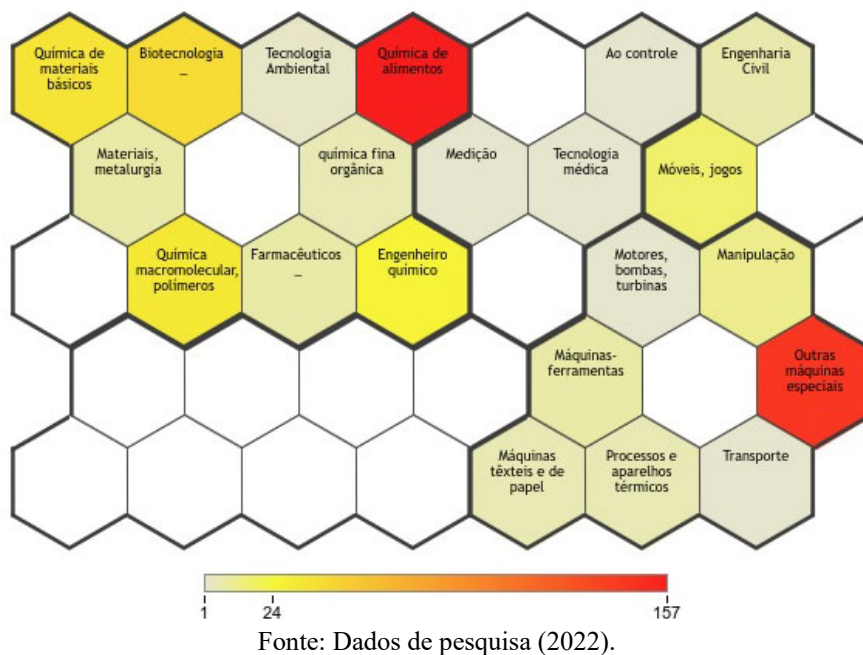 Química de
materiais
básicos
Biotecnologia
_
Tecnologia
Ambiental
Química de
alimentos
Ao controle
Engenharia
Civil
Materiais,
metalurgia
química fina
orgânica
Medição
Tecnologia
médica
Móveis, jogos
Química
macromolecular,
polímeros
Farmacêuticos
_
Engenheiro
químico
Motores,
bombas,
turbinas
Manipulação
Máquinas-
ferramentas
Outras
máquinas
especiais
Máquinas
têxteis e de
papel
Processos e
aparelhos
térmicos
Transporte
1
24
157
Fonte: Dados de pesquisa (2022).